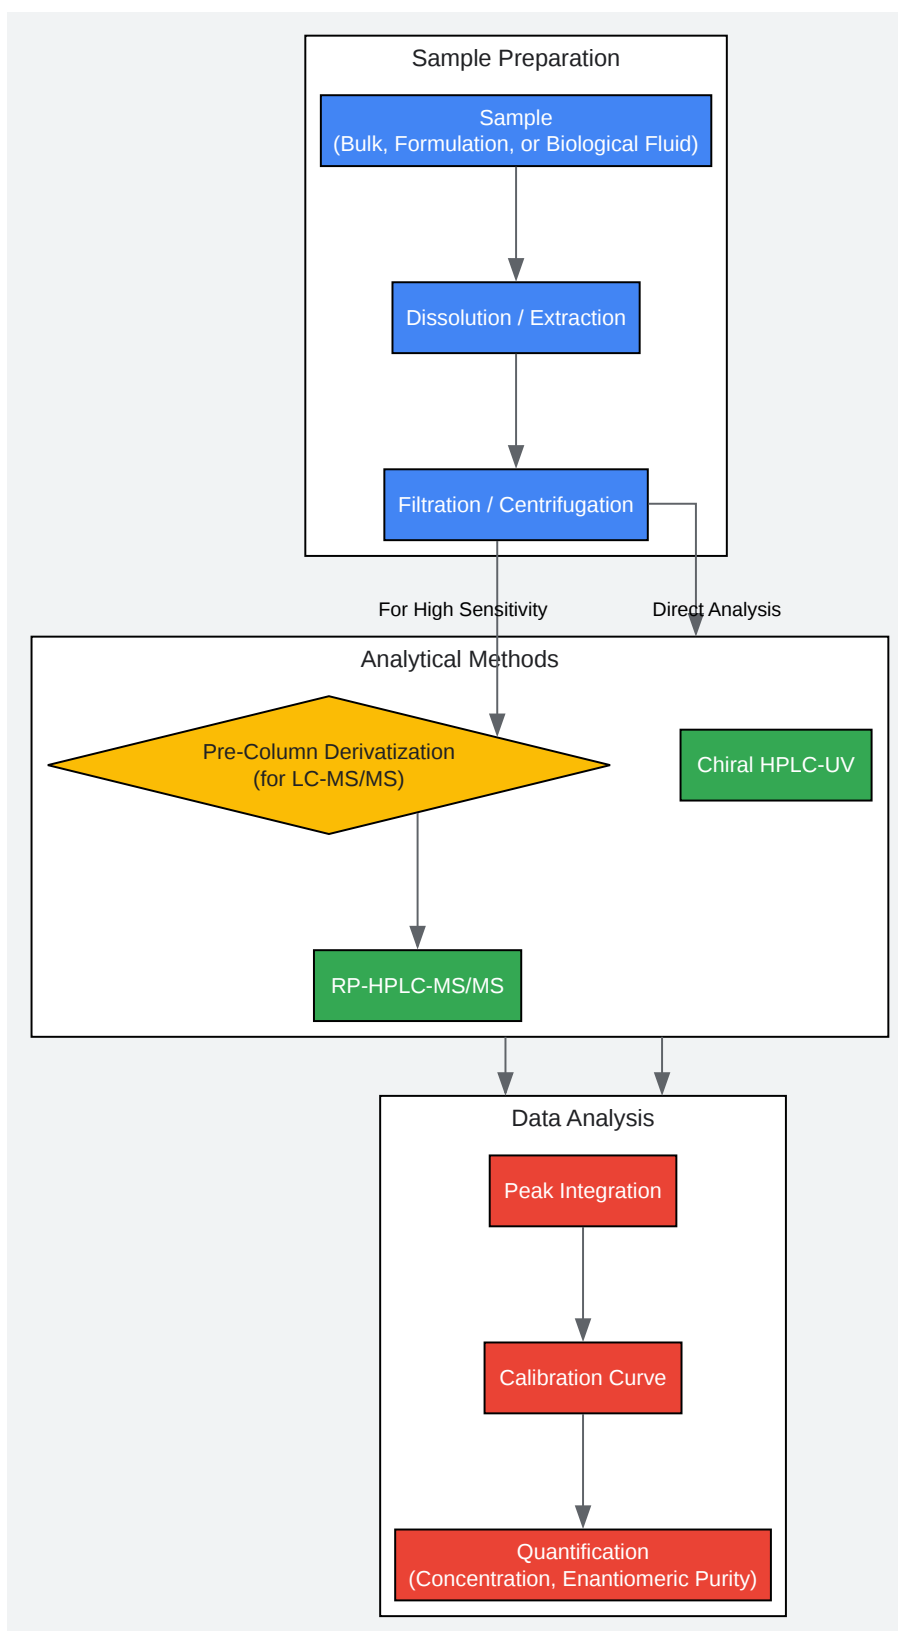 Sample Preparation
Sample
(Bulk, Formulation, or Biological Fluid)
Dissolution / Extraction
Filtration / Centrifugation
For High Sensitivity
Direct Analysis
Analytical Methods
Pre-Column Derivatization
(for LC-MS/MS)
Chiral HPLC-UV
RP-HPLC-MS/MS
Data Analysis
Peak Integration
Calibration Curve
Quantification
(Concentration, Enantiomeric Purity)